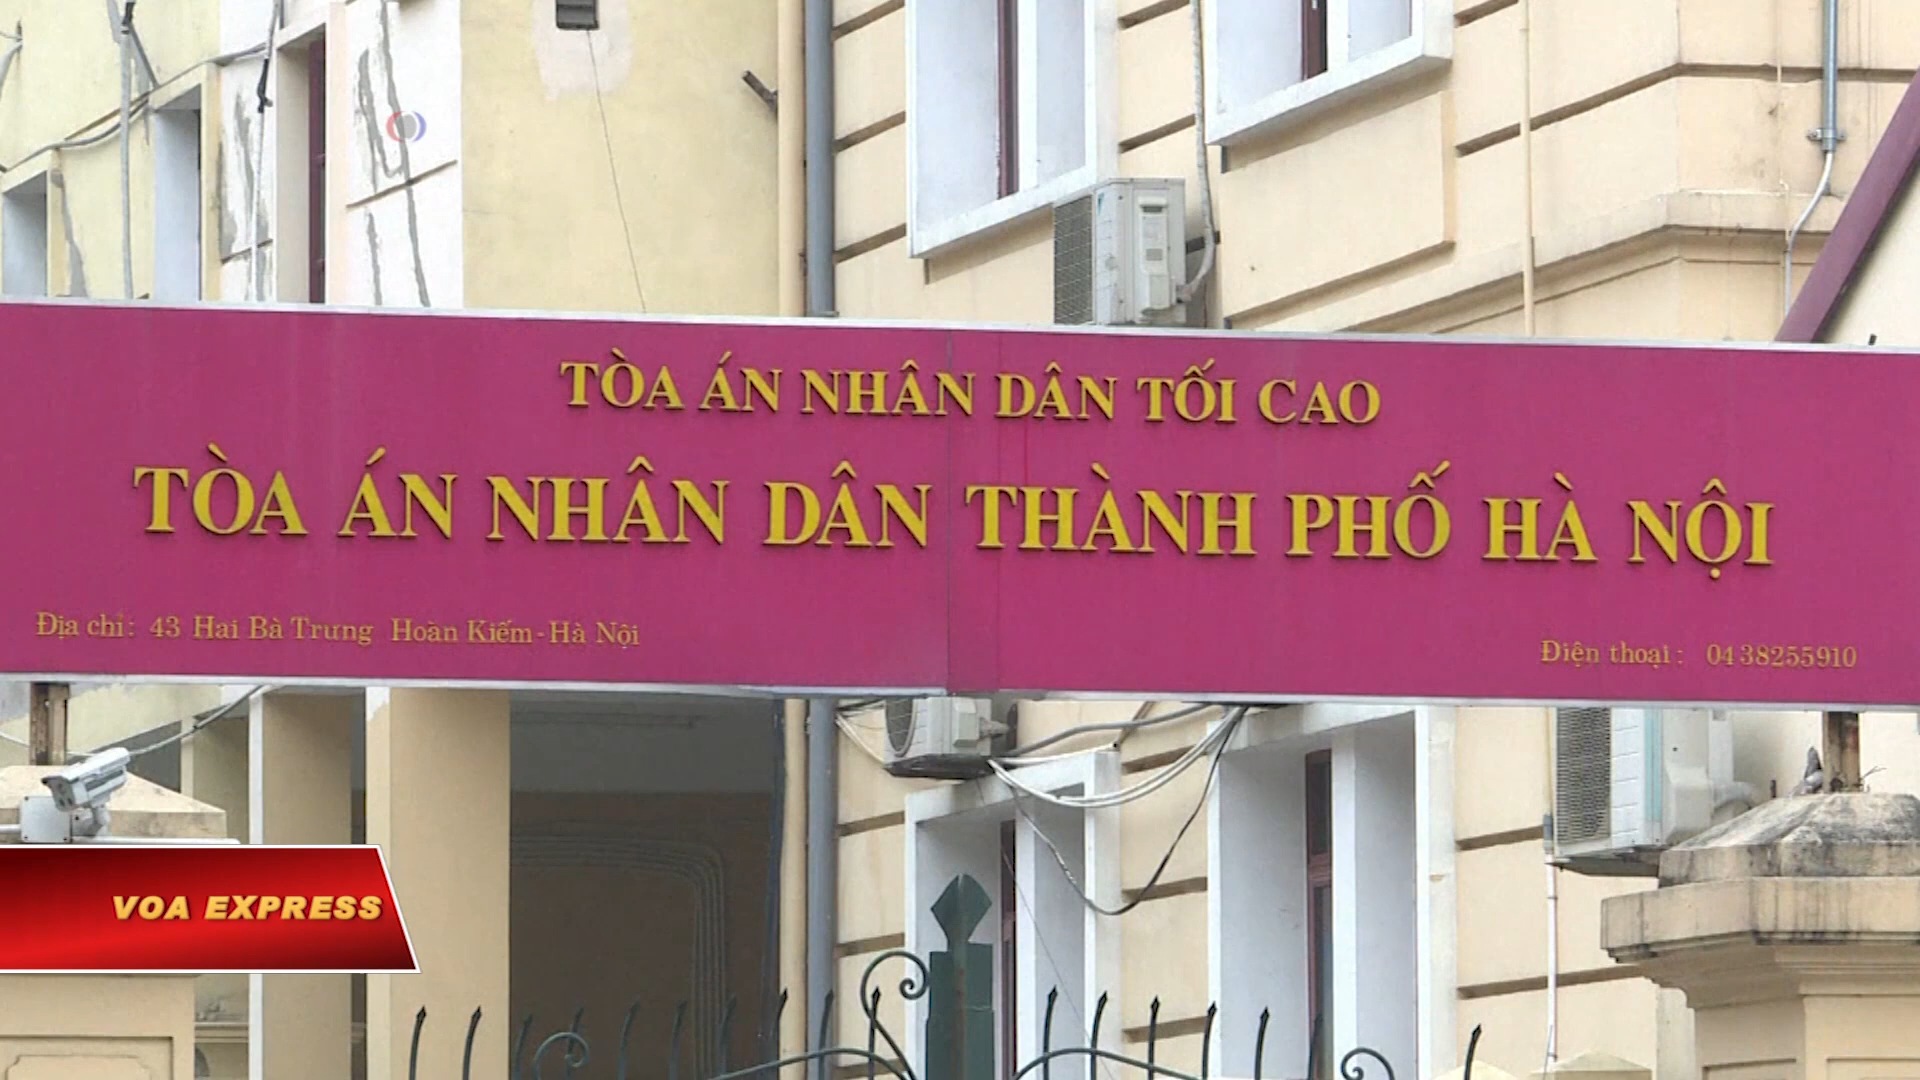 TÒA ÁN NHÂN DÂN TỐI CAO
TÒA ÁN NHÂN DÂN THÀNH PHỐ HÀ NỘI
Địa chỉ: 43 Hai Bà Trưng Hoàn Kiếm - Hà Nội
Điện thoại: 04 38255910
VOA EXPRESS